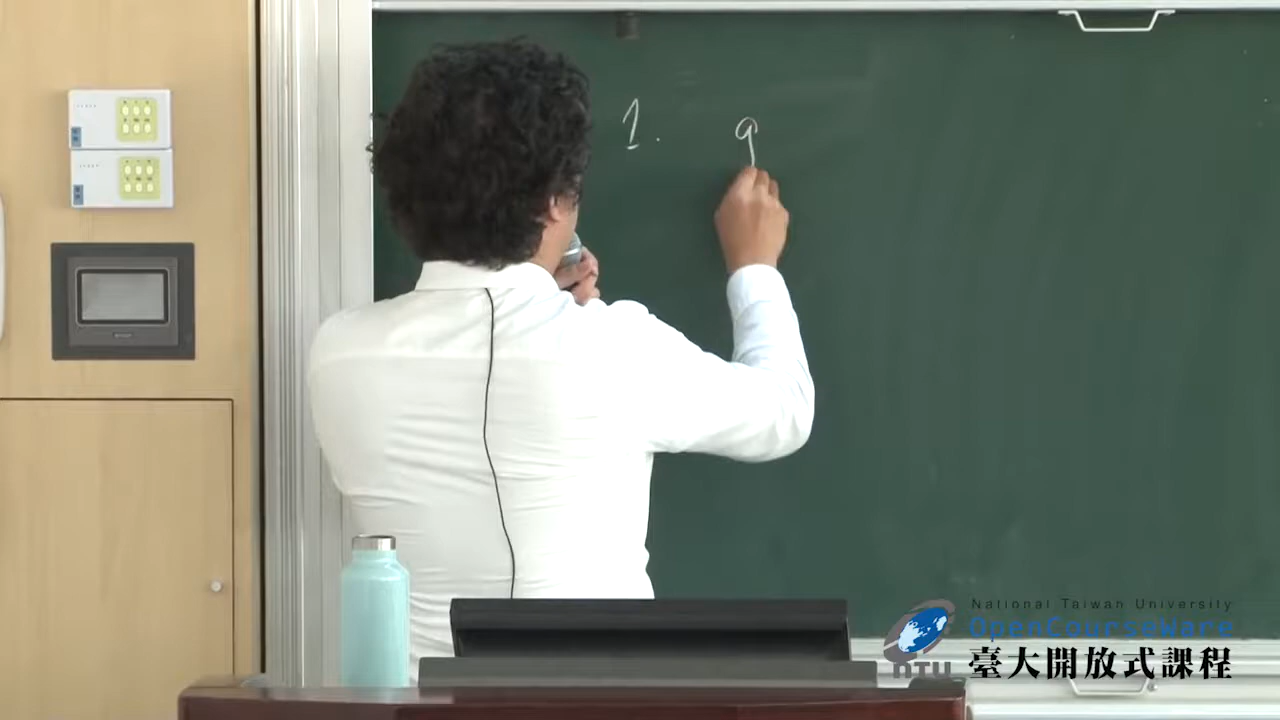 1. q
National Taiwan University
OpenCourseWare
NTU
臺大開放式課程